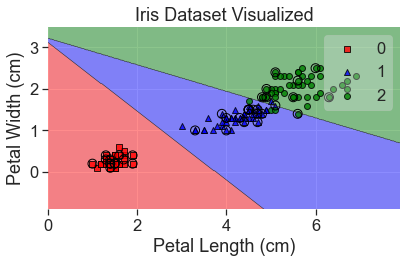 Iris Dataset Visualized
Petal Width (cm)
3
2
1
0
0
1
2
0 2 4 6
Petal Length (cm)